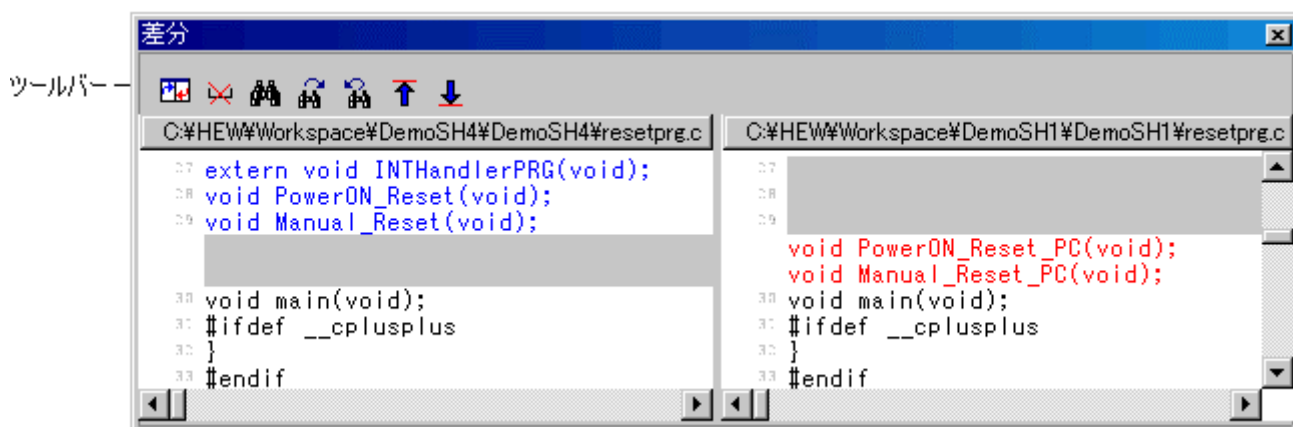 差分
ツールバー
C:¥HEW¥Workspace¥DemoSH4¥DemoSH4¥resetprg.c
27 extern void INTHandlerPRG(void);
28 void PowerON_Reset(void);
29 void Manual_Reset(void);
30 void main(void);
31 #ifdef __cplusplus
32 }
33 #endif
C:¥HEW¥Workspace¥DemoSH1¥DemoSH1¥resetprg.c
27
28
29
void PowerON_Reset_PC(void);
void Manual_Reset_PC(void);
30 void main(void);
31 #ifdef __cplusplus
32 }
33 #endif